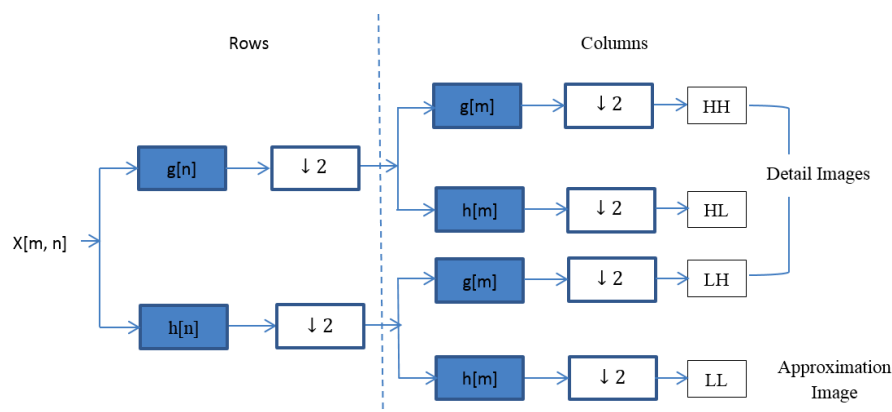 Rows
Columns
g[m]
↓ 2
HH
g[n]
↓ 2
Detail Images
h[m]
↓ 2
HL
X[m, n]
g[m]
↓ 2
LH
h[n]
↓ 2
h[m]
↓ 2
LL
Approximation
Image